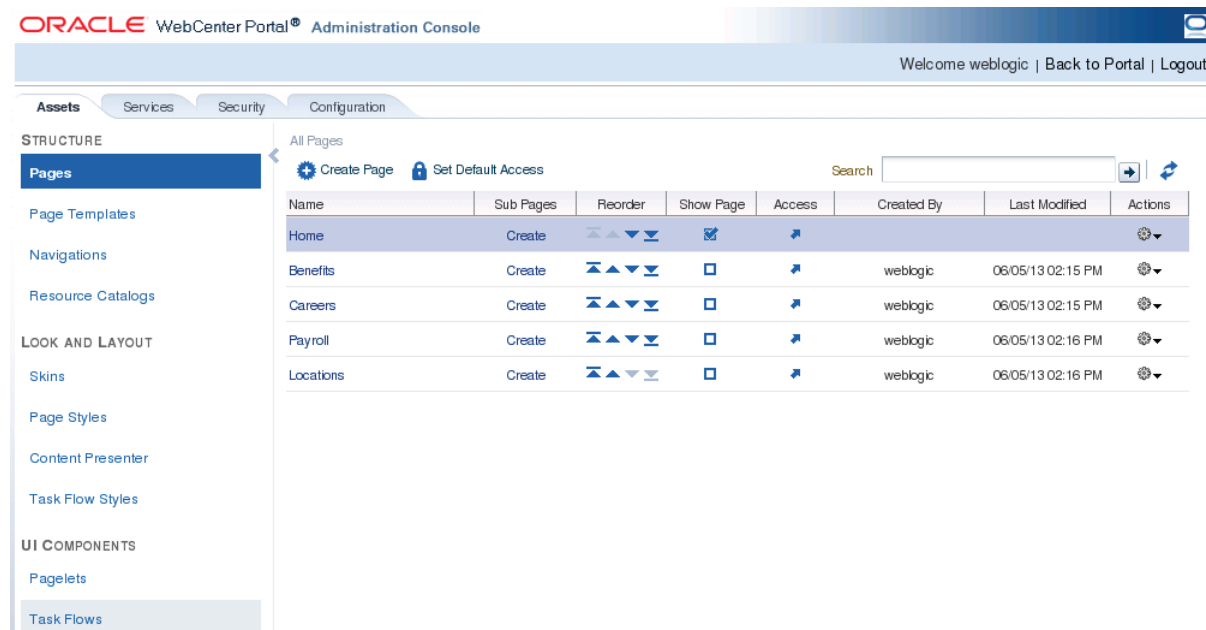 ORACLE WebCenter Portal® Administration Console
Welcome weblogic | Back to Portal | Logout
Assets Services Security Configuration
STRUCTURE
Pages
Page Templates
Navigations
Resource Catalogs
LOOK AND LAYOUT
Skins
Page Styles
Content Presenter
Task Flow Styles
UI COMPONENTS
Pagelets
Task Flows
All Pages
Create Page Set Default Access Search
Name Sub Pages Reorder Show Page Access Created By Last Modified Actions
Home Create
Benefits Create weblogic 06/05/13 02:15 PM
Careers Create weblogic 06/05/13 02:15 PM
Payroll Create weblogic 06/05/13 02:16 PM
Locations Create weblogic 06/05/13 02:16 PM